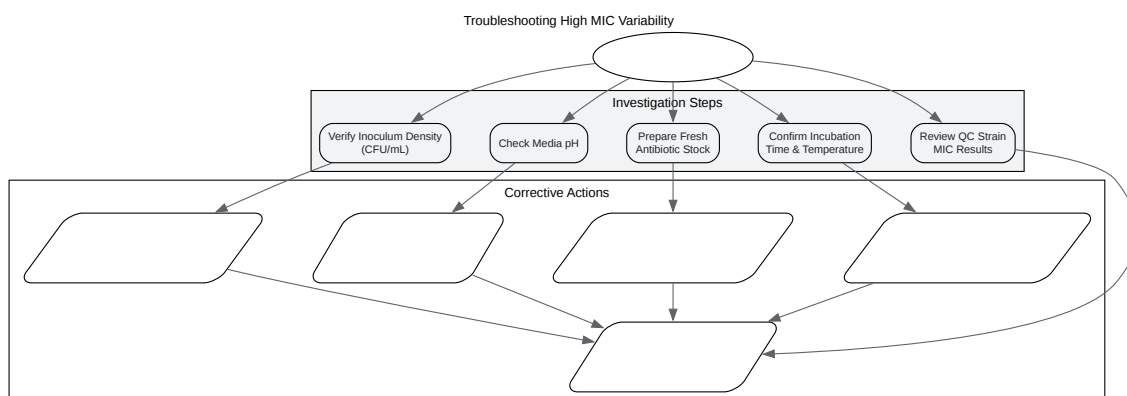 Troubleshooting High MIC Variability
Investigation Steps
Verify Inoculum Density
(CFU/mL)
Check Media pH
Prepare Fresh
Antibiotic Stock
Confirm Incubation
Time & Temperature
Review QC Strain
MIC Results
Corrective Actions